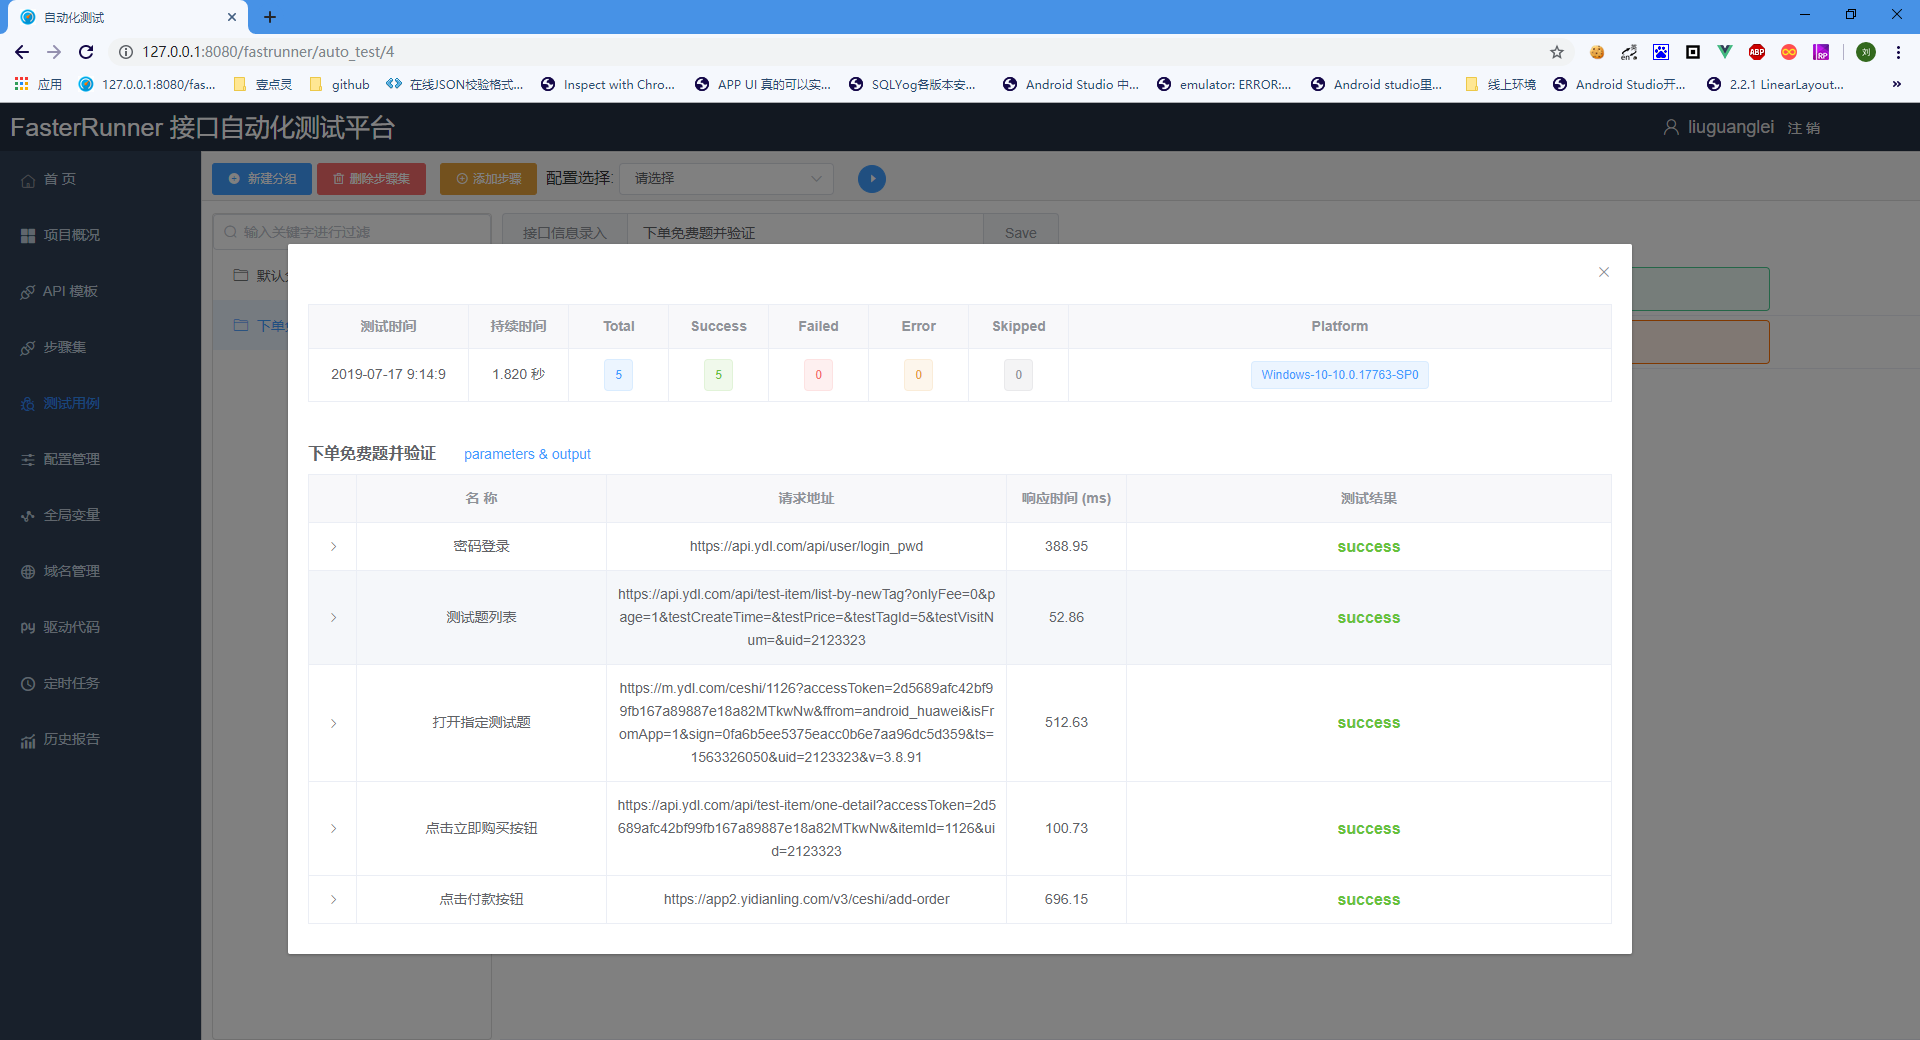 自动化测试
127.0.0.1:8080/fastrunner/auto_test/4
应用
127.0.0.1:8080/fas...
壹点灵
github
在线JSON校验格式...
Inspect with Chro...
APP UI 真的可以实...
SQLYog各版本安...
Android Studio 中...
emulator: ERROR:...
Android studio里...
线上环境
Android Studio开...
2.2.1 LinearLayout...
FasterRunner 接口自动化测试平台
liuguanglei
注 销
首 页
项目概况
API 模板
步骤集
测试用例
配置管理
全局变量
域名管理
py 驱动代码
定时任务
历史报告
新建分组
删除步骤集
添加步骤
配置选择:
请选择
输入关键字进行过滤
接口信息录入
下单免费题并验证
Save
默认
下单
测试时间 持续时间 Total Success Failed Error Skipped Platform
2019-07-17 9:14:9 1.820 秒 5 5 0 0 0 Windows-10-10.0.17763-SP0
下单免费题并验证 parameters & output
名 称 请求地址 响应时间 (ms) 测试结果
密码登录 https://api.ydl.com/api/user/login_pwd 388.95 success
测试题列表
https://api.ydl.com/api/test-item/list-by-newTag?onlyFee=0&p
age=1&testCreateTime=&testPrice=&testTagId=5&testVisitN
um=&uid=2123323
52.86
success
打开指定测试题
https://m.ydl.com/ceshi/1126?accessToken=2d5689afc42bf9
9fb167a89887e18a82MTkwNw&ffrom=android_huawei&isFr
omApp=1&sign=0fa6b5ee5375eacc0b6e7aa96dc5d359&ts=
1563326050&uid=2123323&v=3.8.91
512.63
success
点击立即购买按钮
https://api.ydl.com/api/test-item/one-detail?accessToken=2d5
689afc42bf99fb167a89887e18a82MTkwNw&itemId=1126&ui
d=2123323
100.73
success
点击付款按钮 https://app2.yidianling.com/v3/ceshi/add-order 696.15 success